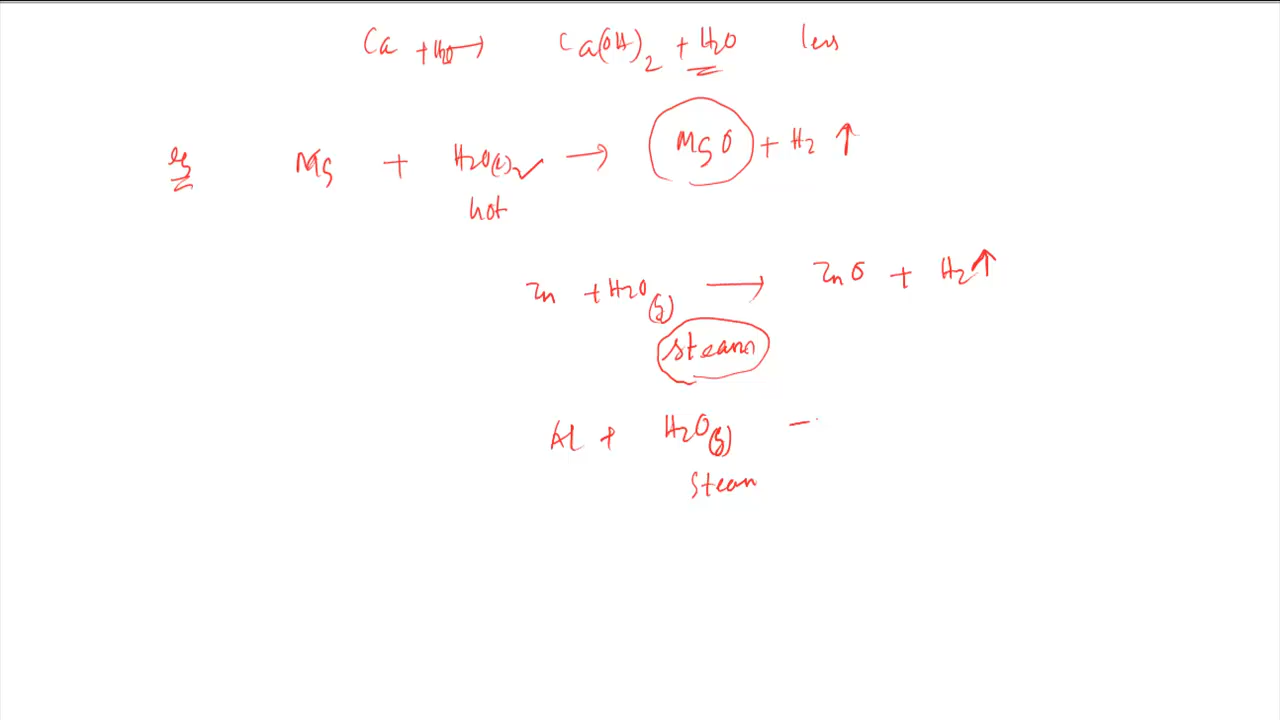 Ca + H2O → Ca(OH)2 + H2O less
eg Mg + H2O(l) ✓ → MgO + H2 ↑
hot
Zn + H2O(g) → ZnO + H2 ↑
steam
Al + H2O(g) –
steam